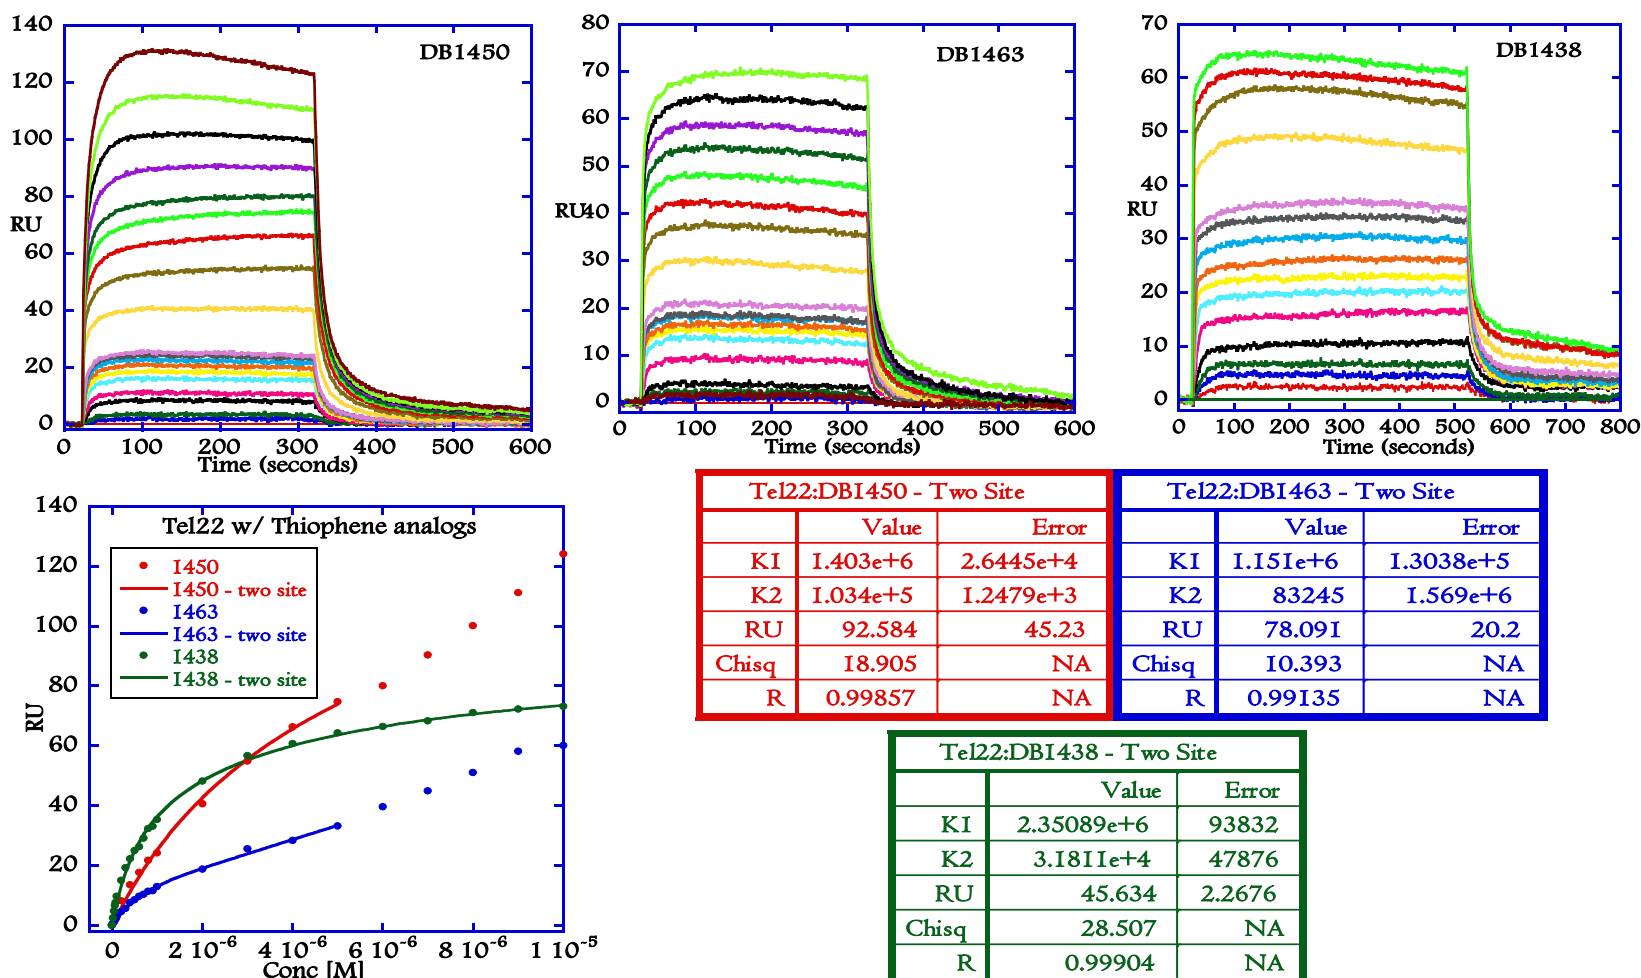 140
120
100
80
60
40
20
0
RU
DB1450
0 100 200 300 400 500 600
Time (seconds)
80
70
60
50
40
30
20
10
0
RU
DB1463
0 100 200 300 400 500 600
Time (seconds)
70
60
50
40
30
20
10
0
RU
DB1438
0 100 200 300 400 500 600 700 800
Time (seconds)
140
120
100
80
60
40
20
0
RU
Tel22 w/ Thiophene analogs
1450
1450 - two site
1463
1463 - two site
1438
1438 - two site
0 2 10-6 4 10-6 6 10-6 8 10-6 1 10-5
Conc [M]
Tel22:DB1450 - Two Site
Value Error
K1 1.403e+6 2.6445e+4
K2 1.034e+5 1.2479e+3
RU 92.584 45.23
Chisq 18.905 NA
R 0.99857 NA
Tel22:DB1463 - Two Site
Value Error
K1 1.151e+6 1.3038e+5
K2 83245 1.569e+6
RU 78.091 20.2
Chisq 10.393 NA
R 0.99135 NA
Tel22:DB1438 - Two Site
Value Error
K1 2.35089e+6 93832
K2 3.1811e+4 47876
RU 45.634 2.2676
Chisq 28.507 NA
R 0.99904 NA